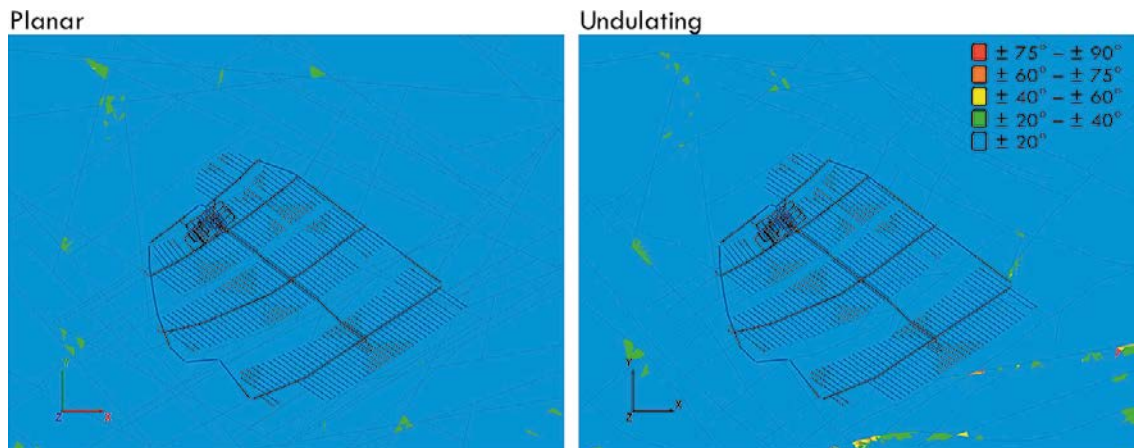 Planar
Undulating
± 75° – ± 90°
± 60° – ± 75°
± 40° – ± 60°
± 20° – ± 40°
± 20°
Y
Z
X
Y
Z
X